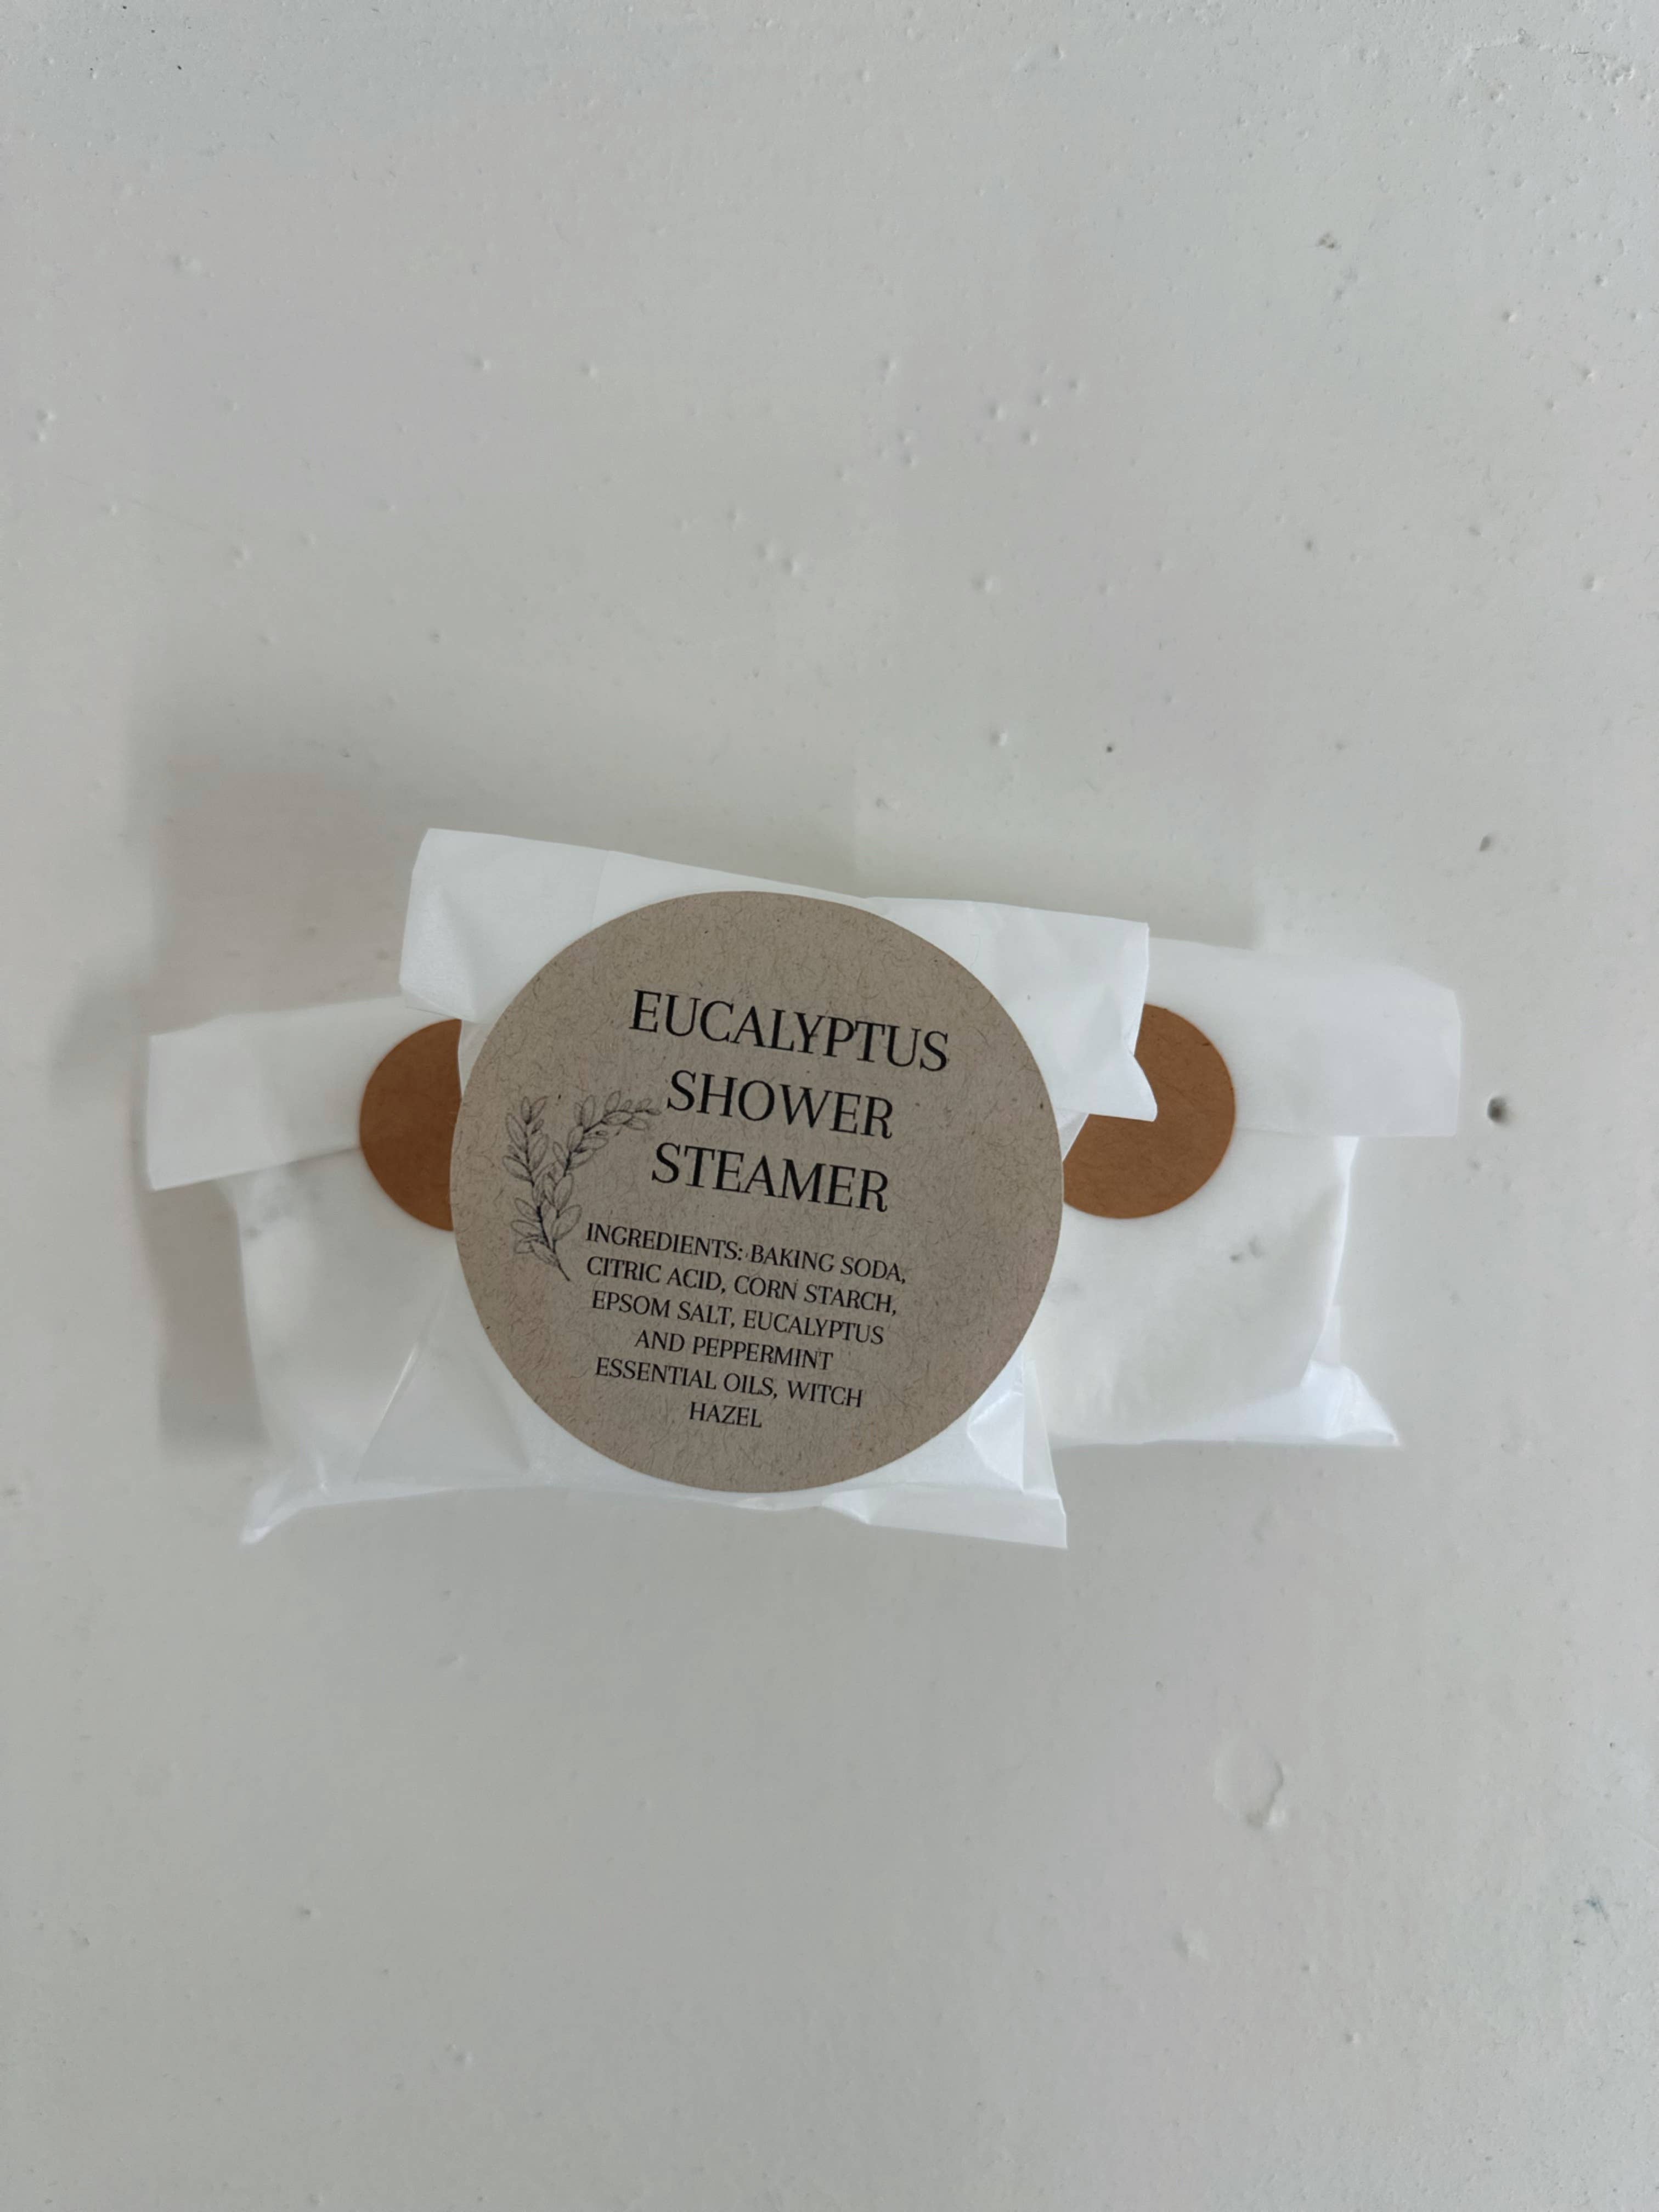 EUCALYPTUS
SHOWER
STEAMER
INGREDIENTS: BAKING SODA,
CITRIC ACID, CORN STARCH,
EPSOM SALT, EUCALYPTUS
AND PEPPERMINT
ESSENTIAL OILS, WITCH
HAZEL